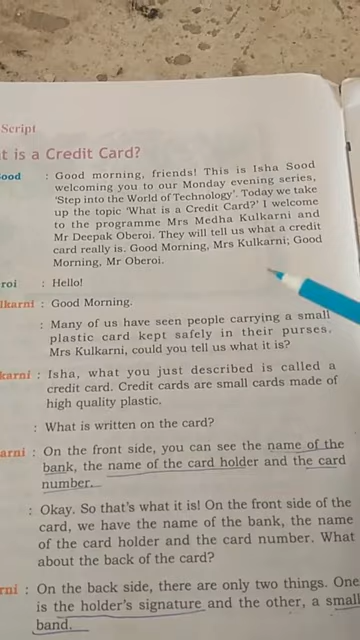 Script
t is a Credit Card?
ood : Good morning, friends! This is Isha Sood
welcoming you to our Monday evening series,
'Step into the World of Technology'. Today we take
up the topic 'What is a Credit Card?' I welcome
to the programme Mrs Medha Kulkarni and
Mr Deepak Oberoi. They will tell us what a credit
card really is. Good Morning, Mrs Kulkarni; Good
Morning, Mr Oberoi.
roi : Hello!
lkarni : Good Morning.
: Many of us have seen people carrying a small
plastic card kept safely in their purses.
Mrs Kulkarni, could you tell us what it is?
karni : Isha, what you just described is called a
credit card. Credit cards are small cards made of
high quality plastic.
: What is written on the card?
arni : On the front side, you can see the name of the
bank, the name of the card holder and the card
number.
: Okay. So that's what it is! On the front side of the
card, we have the name of the bank, the name
of the card holder and the card number. What
about the back of the card?
rni : On the back side, there are only two things. One
is the holder's signature and the other, a small
band.